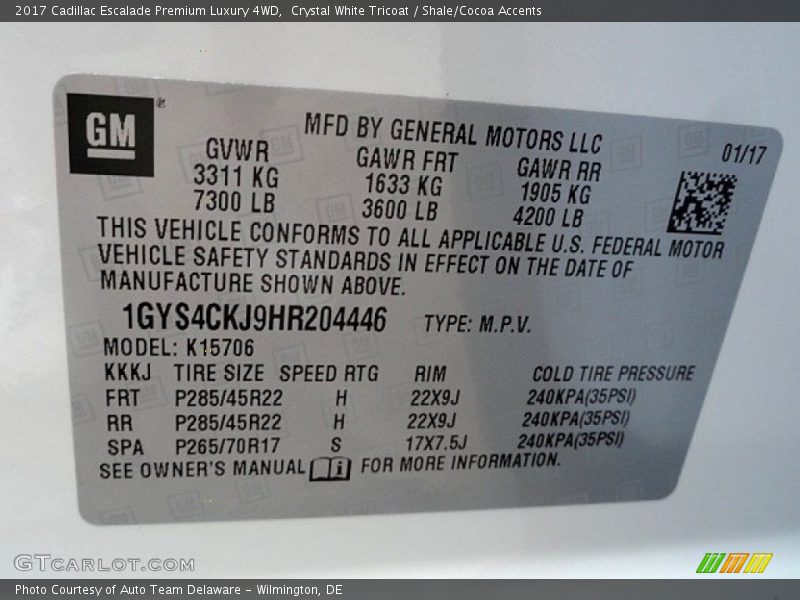 2017 Cadillac Escalade Premium Luxury 4WD, Crystal White Tricoat / Shale/Cocoa Accents
GM ®
MFD BY GENERAL MOTORS LLC
01/17
GVWR GAWR FRT GAWR RR
3311 KG 1633 KG 1905 KG
7300 LB 3600 LB 4200 LB
THIS VEHICLE CONFORMS TO ALL APPLICABLE U.S. FEDERAL MOTOR
VEHICLE SAFETY STANDARDS IN EFFECT ON THE DATE OF
MANUFACTURE SHOWN ABOVE.
1GYS4CKJ9HR204446 TYPE: M.P.V.
MODEL: K15706
KKKJ TIRE SIZE SPEED RTG RIM COLD TIRE PRESSURE
FRT P285/45R22 H 22X9J 240KPA(35PSI)
RR P285/45R22 H 22X9J 240KPA(35PSI)
SPA P265/70R17 S 17X7.5J 240KPA(35PSI)
SEE OWNER'S MANUAL i FOR MORE INFORMATION.
GTCARLOT.COM
Photo Courtesy of Auto Team Delaware - Wilmington, DE